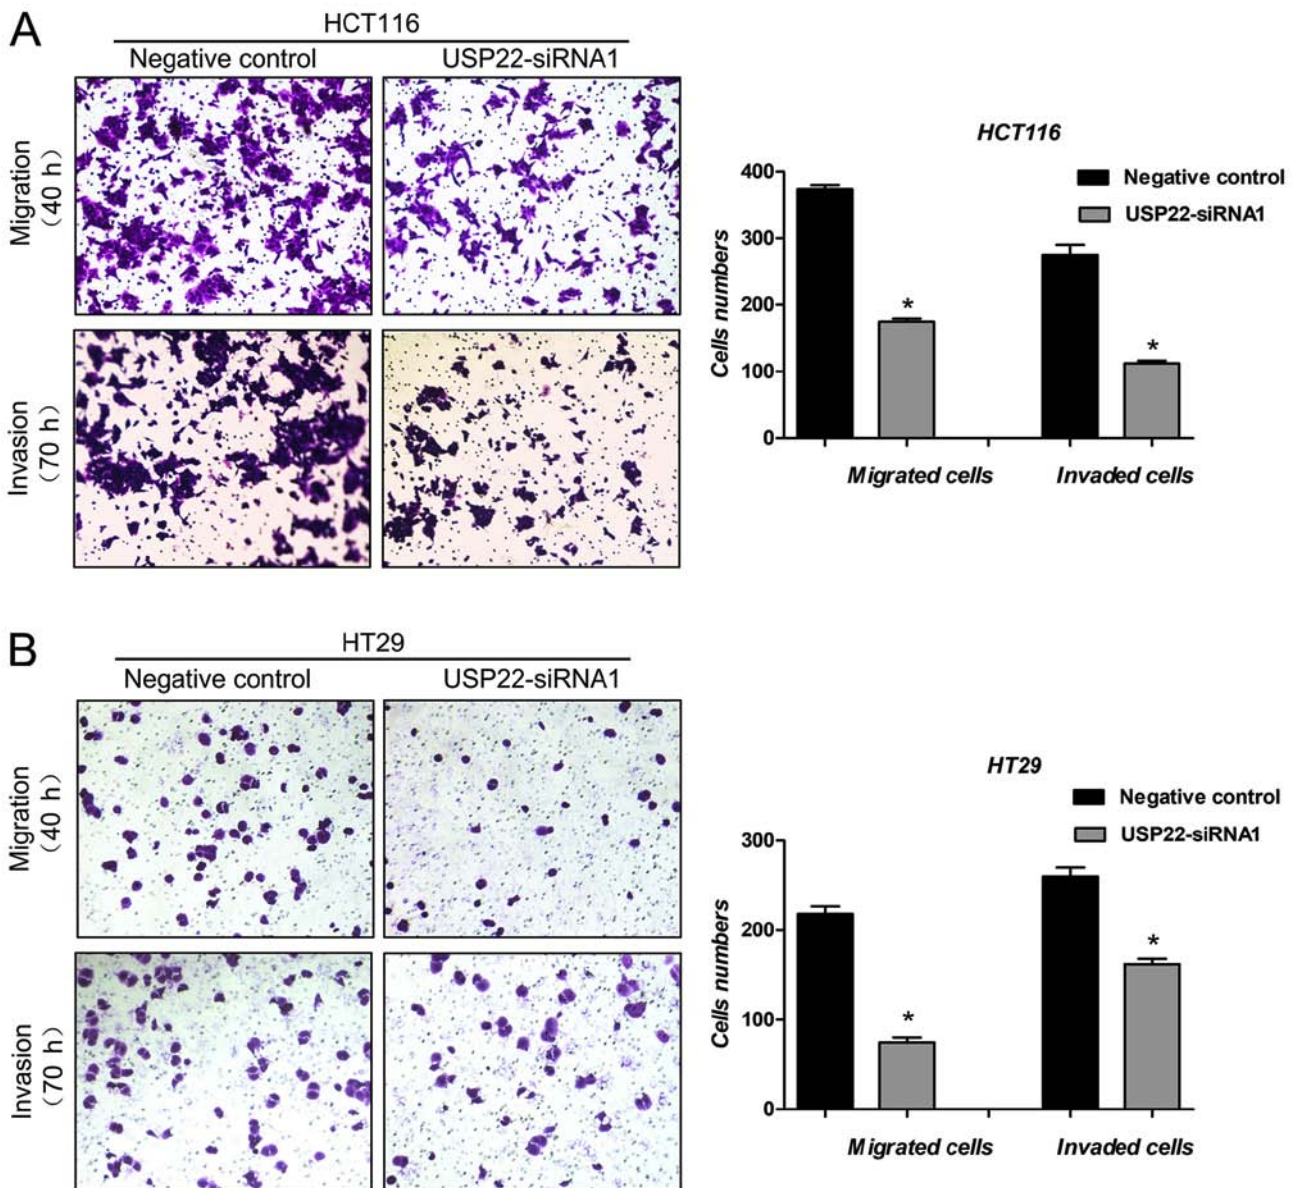 A
HCT116
Negative control
USP22-siRNA1
Migration
（40 h）
Invasion
（70 h）
HCT116
Negative control
USP22-siRNA1
Cells numbers
400
300
200
100
0
*
*
Migrated cells
Invaded cells
B
HT29
Negative control
USP22-siRNA1
Migration
（40 h）
Invasion
（70 h）
HT29
Negative control
USP22-siRNA1
Cells numbers
300
200
100
0
*
*
Migrated cells
Invaded cells